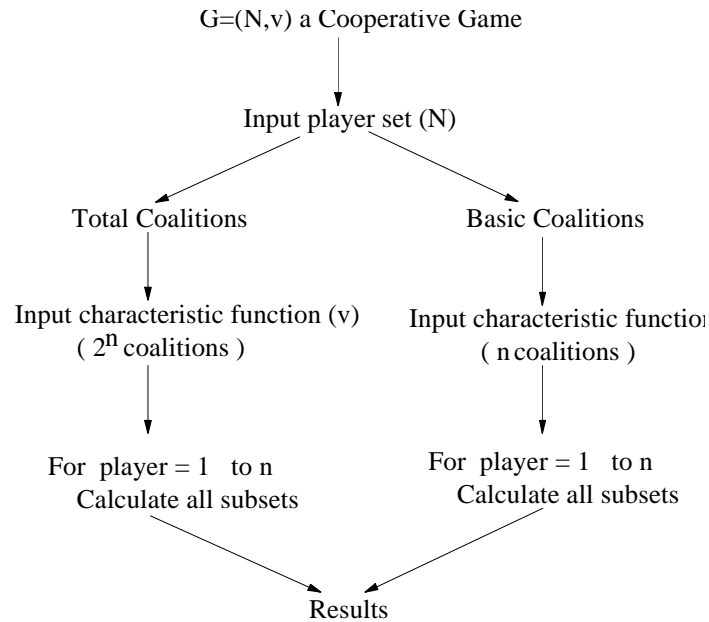 G=(N,v) a Cooperative Game
Input player set (N)
Total Coalitions
Basic Coalitions
Input characteristic function (v)
( 2^n coalitions )
Input characteristic function
( n coalitions )
For player = 1 to n
Calculate all subsets
For player = 1 to n
Calculate all subsets
Results